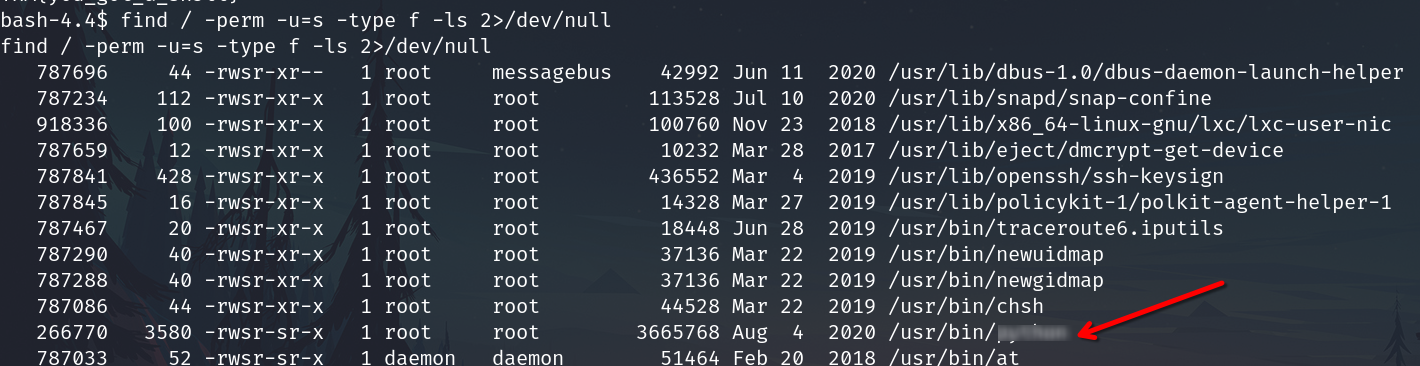 bash-4.4$ find / -perm -u=s -type f -ls 2>/dev/null
find / -perm -u=s -type f -ls 2>/dev/null
787696 44 -rwsr-xr-- 1 root messagebus 42992 Jun 11 2020 /usr/lib/dbus-1.0/dbus-daemon-launch-helper
787234 112 -rwsr-xr-x 1 root root 113528 Jul 10 2020 /usr/lib/snapd/snap-confine
918336 100 -rwsr-xr-x 1 root root 100760 Nov 23 2018 /usr/lib/x86_64-linux-gnu/lxc/lxc-user-nic
787659 12 -rwsr-xr-x 1 root root 10232 Mar 28 2017 /usr/lib/eject/dmcrypt-get-device
787841 428 -rwsr-xr-x 1 root root 436552 Mar 4 2019 /usr/lib/openssh/ssh-keysign
787845 16 -rwsr-xr-x 1 root root 14328 Mar 27 2019 /usr/lib/policykit-1/polkit-agent-helper-1
787467 20 -rwsr-xr-x 1 root root 18448 Jun 28 2019 /usr/bin/traceroute6.iputils
787290 40 -rwsr-xr-x 1 root root 37136 Mar 22 2019 /usr/bin/newuidmap
787288 40 -rwsr-xr-x 1 root root 37136 Mar 22 2019 /usr/bin/newgidmap
787086 44 -rwsr-xr-x 1 root root 44528 Mar 22 2019 /usr/bin/chsh
266770 3580 -rwsr-sr-x 1 root root 3665768 Aug 4 2020 /usr/bin/
787033 52 -rwsr-sr-x 1 daemon daemon 51464 Feb 20 2018 /usr/bin/at